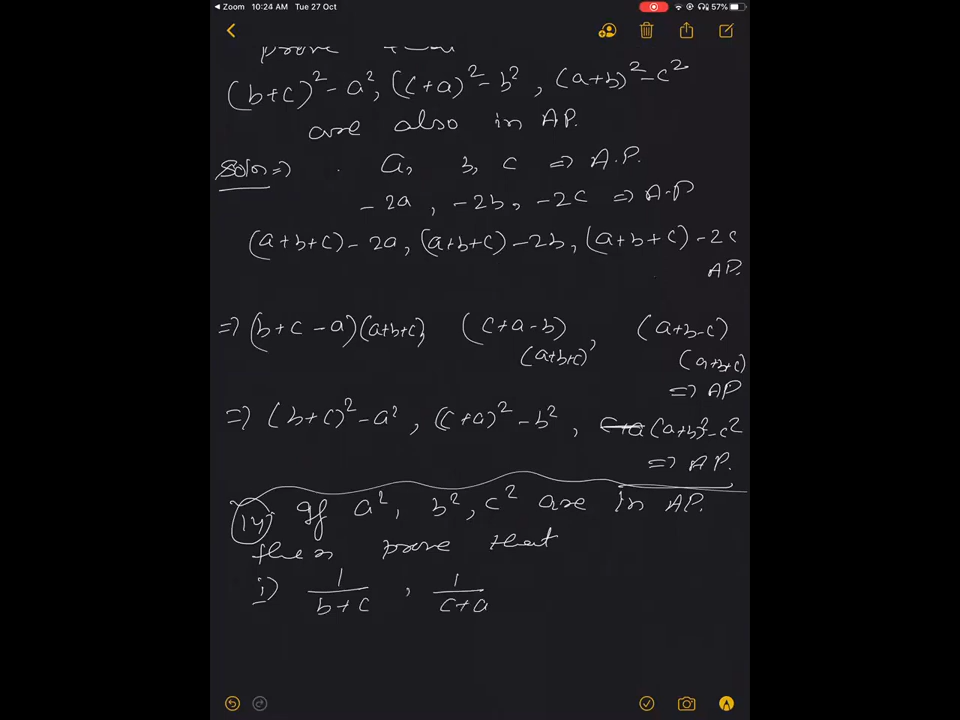 Zoom 10:24 AM Tue 27 Oct 57%
prove
(b+c)² - a², (c+a)² - b², (a+b)² - c²
are also in AP.
Soln ⇒ a, b, c ⇒ A.P.
-2a, -2b, -2c ⇒ A.P
(a+b+c) - 2a, (a+b+c) - 2b, (a+b+c) - 2c
AP.
⇒ (b+c-a)(a+b+c), (c+a-b)(a+b+c), (a+b-c)(a+b+c)
⇒ AP
⇒ (b+c)² - a², (c+a)² - b², (a+b)² - c²
⇒ AP.
14) If a², b², c² are in AP.
then prove that
i) 1/(b+c), 1/(c+a)